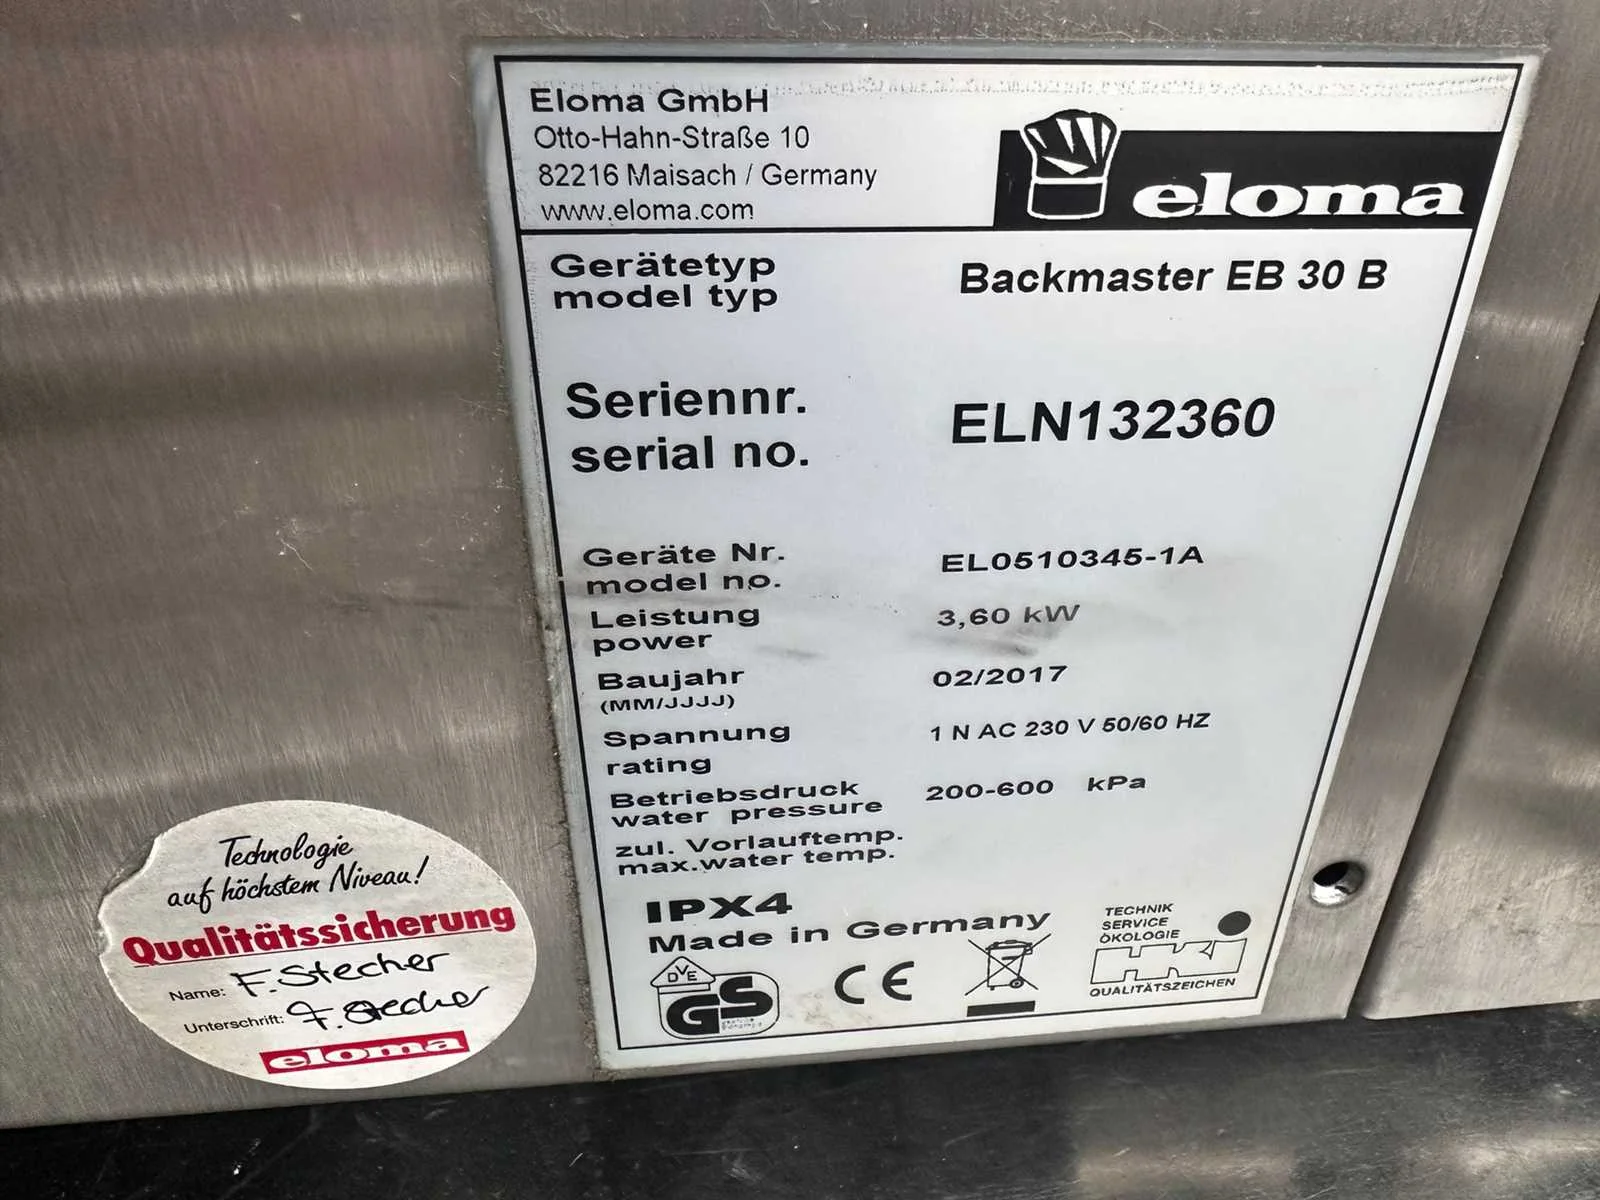 Eloma GmbH
Otto-Hahn-Straße 10
82216 Maisach / Germany
www.eloma.com
eloma
Gerätetyp
model typ
Backmaster EB 30 B
Seriennr.
serial no.
ELN132360
Geräte Nr.
model no.
EL0510345-1A
Leistung
power
3,60 kW
Baujahr
(MM/JJJJ)
02/2017
Spannung
rating
1 N AC 230 V 50/60 HZ
Betriebsdruck
water pressure
200-600 kPa
zul. Vorlauftemp.
max.water temp.
IPX4
Made in Germany
DVE
GS
CE
TECHNIK
SERVICE
ÖKOLOGIE
HKI
QUALITÄTSZEICHEN
Technologie
auf höchstem Niveau!
Qualitätssicherung
Name: F. Stecher
Unterschrift: F. Stecher
eloma